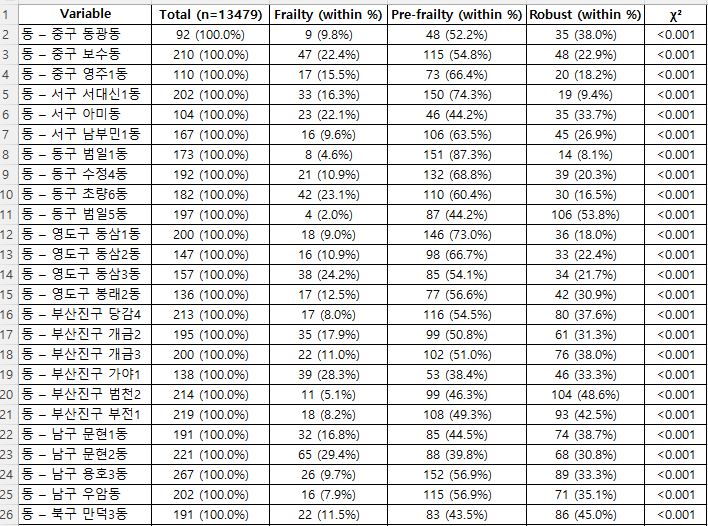 1 Variable Total (n=13479) Frailty (within %) Pre-frailty (within %) Robust (within %) χ²
2 동 – 중구 동광동 92 (100.0%) 9 (9.8%) 48 (52.2%) 35 (38.0%) <0.001
3 동 – 중구 보수동 210 (100.0%) 47 (22.4%) 115 (54.8%) 48 (22.9%) <0.001
4 동 – 중구 영주1동 110 (100.0%) 17 (15.5%) 73 (66.4%) 20 (18.2%) <0.001
5 동 – 서구 서대신1동 202 (100.0%) 33 (16.3%) 150 (74.3%) 19 (9.4%) <0.001
6 동 – 서구 아미동 104 (100.0%) 23 (22.1%) 46 (44.2%) 35 (33.7%) <0.001
7 동 – 서구 남부민1동 167 (100.0%) 16 (9.6%) 106 (63.5%) 45 (26.9%) <0.001
8 동 – 동구 범일1동 173 (100.0%) 8 (4.6%) 151 (87.3%) 14 (8.1%) <0.001
9 동 – 동구 수정4동 192 (100.0%) 21 (10.9%) 132 (68.8%) 39 (20.3%) <0.001
10 동 – 동구 초량6동 182 (100.0%) 42 (23.1%) 110 (60.4%) 30 (16.5%) <0.001
11 동 – 동구 범일5동 197 (100.0%) 4 (2.0%) 87 (44.2%) 106 (53.8%) <0.001
12 동 – 영도구 동삼1동 200 (100.0%) 18 (9.0%) 146 (73.0%) 36 (18.0%) <0.001
13 동 – 영도구 동삼2동 147 (100.0%) 16 (10.9%) 98 (66.7%) 33 (22.4%) <0.001
14 동 – 영도구 동삼3동 157 (100.0%) 38 (24.2%) 85 (54.1%) 34 (21.7%) <0.001
15 동 – 영도구 봉래2동 136 (100.0%) 17 (12.5%) 77 (56.6%) 42 (30.9%) <0.001
16 동 – 부산진구 당감4 213 (100.0%) 17 (8.0%) 116 (54.5%) 80 (37.6%) <0.001
17 동 – 부산진구 개금2 195 (100.0%) 35 (17.9%) 99 (50.8%) 61 (31.3%) <0.001
18 동 – 부산진구 개금3 200 (100.0%) 22 (11.0%) 102 (51.0%) 76 (38.0%) <0.001
19 동 – 부산진구 가야1 138 (100.0%) 39 (28.3%) 53 (38.4%) 46 (33.3%) <0.001
20 동 – 부산진구 범천2 214 (100.0%) 11 (5.1%) 99 (46.3%) 104 (48.6%) <0.001
21 동 – 부산진구 부전1 219 (100.0%) 18 (8.2%) 108 (49.3%) 93 (42.5%) <0.001
22 동 – 남구 문현1동 191 (100.0%) 32 (16.8%) 85 (44.5%) 74 (38.7%) <0.001
23 동 – 남구 문현2동 221 (100.0%) 65 (29.4%) 88 (39.8%) 68 (30.8%) <0.001
24 동 – 남구 용호3동 267 (100.0%) 26 (9.7%) 152 (56.9%) 89 (33.3%) <0.001
25 동 – 남구 우암동 202 (100.0%) 16 (7.9%) 115 (56.9%) 71 (35.1%) <0.001
26 동 – 북구 만덕3동 191 (100.0%) 22 (11.5%) 83 (43.5%) 86 (45.0%) <0.001